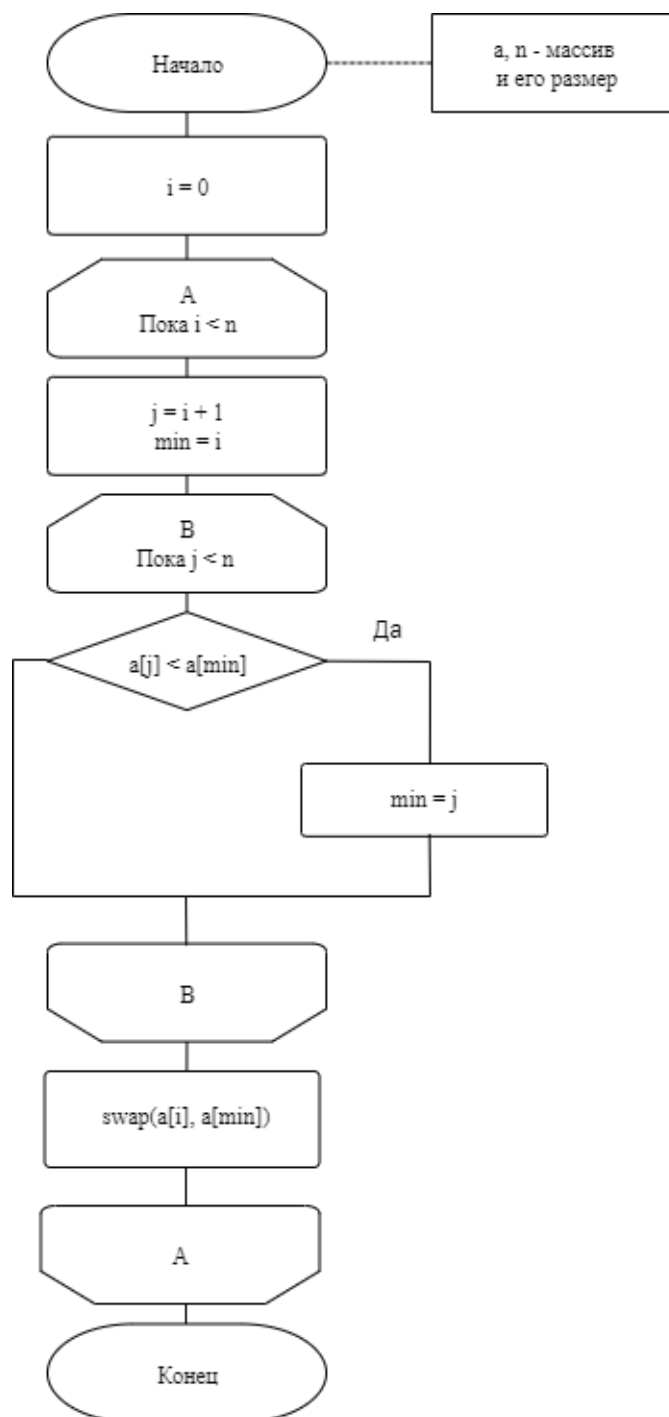 Начало
a, n - массив
и его размер
i = 0
A
Пока i < n
j = i + 1
min = i
B
Пока j < n
Да
a[j] < a[min]
min = j
B
swap(a[i], a[min])
A
Конец